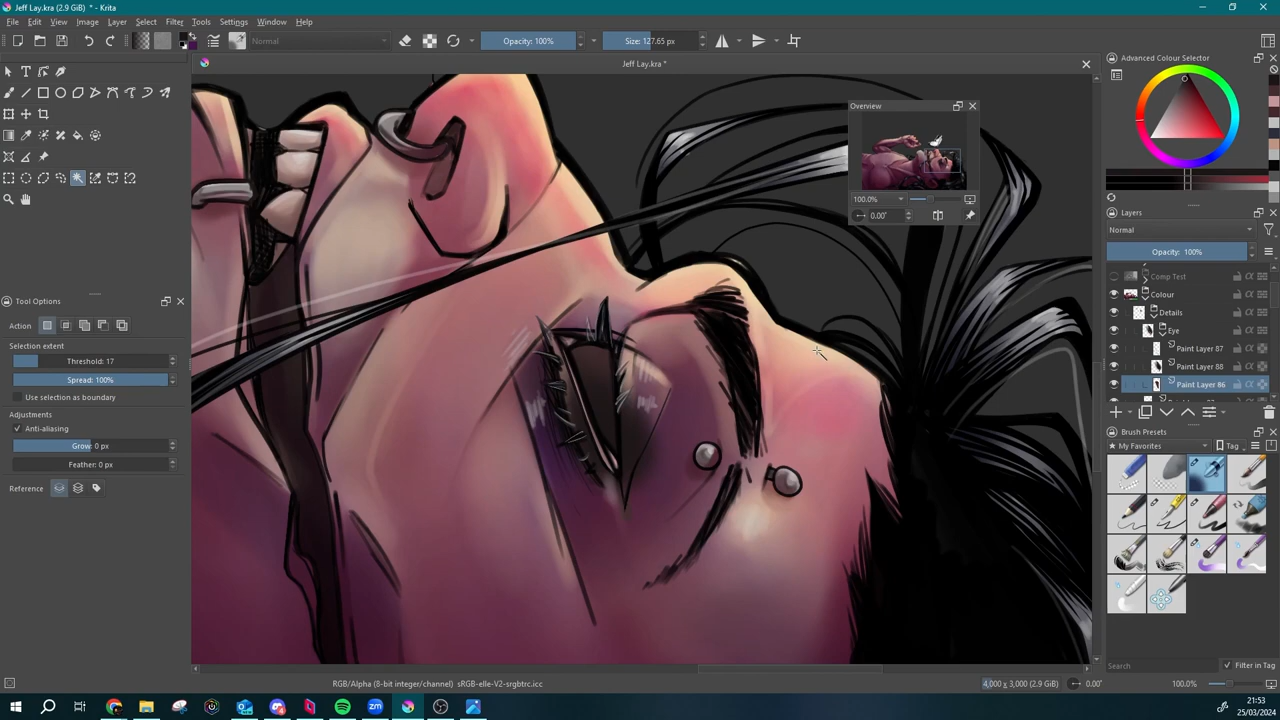 Jeff Lay.kra (2.9 GiB) * - Krita
File Edit View Image Layer Select Filter Tools Settings Window Help
Normal
Opacity: 100%
Size: 127.65 px
Jeff Lay.kra *
Advanced Colour Selector
Overview
100.0%
0.00°
Layers
Normal
Opacity: 100%
Comp Test
Colour
Details
Eye
Paint Layer 87
Paint Layer 88
Paint Layer 86
Tool Options
Action
Selection extent
Threshold: 17
Spread: 100%
Use selection as boundary
Adjustments
Anti-aliasing
Grow: 0 px
Feather: 0 px
Reference
Brush Presets
My Favorites
Tag
Search
Filter in Tag
RGB/Alpha (8-bit integer/channel) sRGB-elle-V2-srgbtrc.icc
4,000 x 3,000 (2.9 GiB)
0.00°
100.0%
zm
21:53
25/03/2024